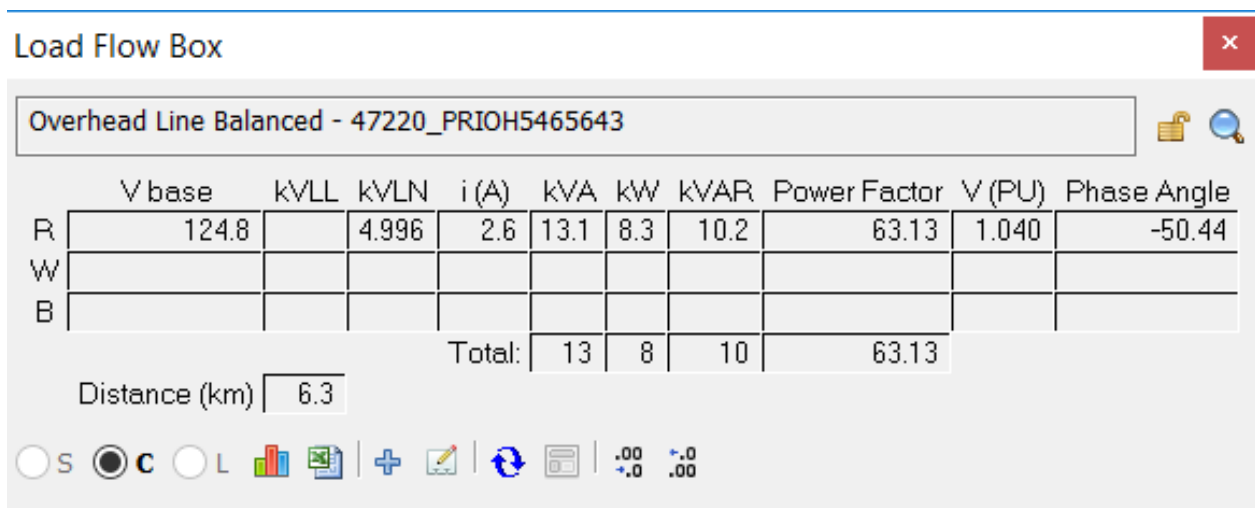 Load Flow Box
Overhead Line Balanced - 47220_PRIOH5465643
V base kVLL kVLN i (A) kVA kW kVAR Power Factor V (PU) Phase Angle
R 124.8 4.996 2.6 13.1 8.3 10.2 63.13 1.040 -50.44
W
B
Total: 13 8 10 63.13
Distance (km) 6.3
S C L .00 .0 .0 .00